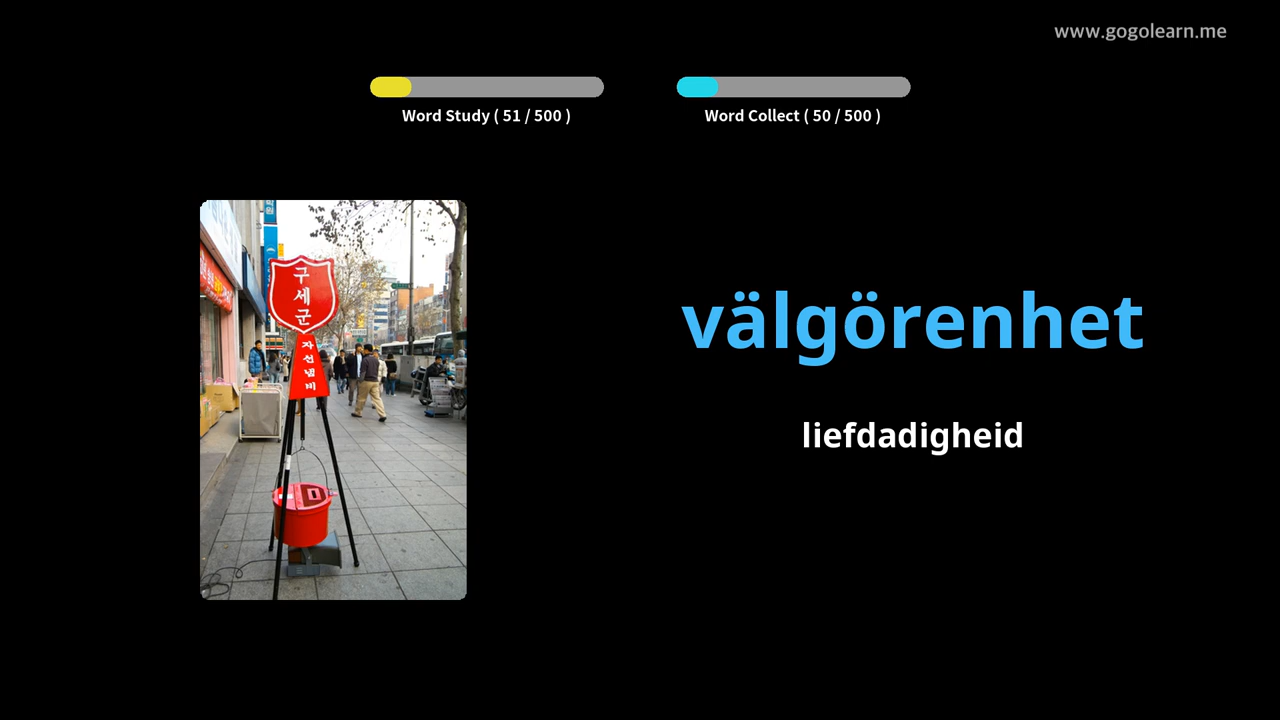 www.gogolearn.me
Word Study ( 51 / 500 )
Word Collect ( 50 / 500 )
구세군
자선냄비
välgörenhet
liefdadigheid